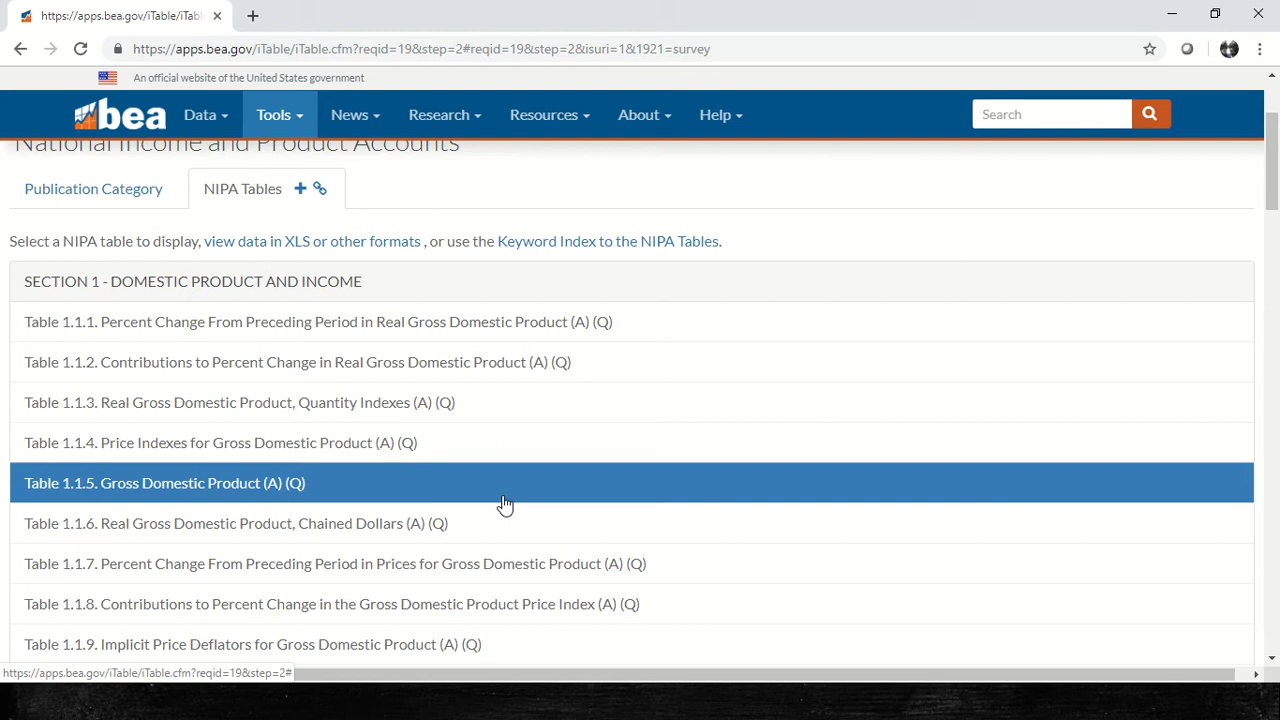 https://apps.bea.gov/iTable/iTabl
https://apps.bea.gov/iTable/iTable.cfm?reqid=19&step=2#reqid=19&step=2&isuri=1&1921=survey
An official website of the United States government
bea Data Tools News Research Resources About Help Search
National Income and Product Accounts
Publication Category NIPA Tables
Select a NIPA table to display, view data in XLS or other formats , or use the Keyword Index to the NIPA Tables.
SECTION 1 - DOMESTIC PRODUCT AND INCOME
Table 1.1.1. Percent Change From Preceding Period in Real Gross Domestic Product (A) (Q)
Table 1.1.2. Contributions to Percent Change in Real Gross Domestic Product (A) (Q)
Table 1.1.3. Real Gross Domestic Product, Quantity Indexes (A) (Q)
Table 1.1.4. Price Indexes for Gross Domestic Product (A) (Q)
Table 1.1.5. Gross Domestic Product (A) (Q)
Table 1.1.6. Real Gross Domestic Product, Chained Dollars (A) (Q)
Table 1.1.7. Percent Change From Preceding Period in Prices for Gross Domestic Product (A) (Q)
Table 1.1.8. Contributions to Percent Change in the Gross Domestic Product Price Index (A) (Q)
Table 1.1.9. Implicit Price Deflators for Gross Domestic Product (A) (Q)
https://apps.bea.gov/iTable/iTable.cfm?reqid=19&step=2#